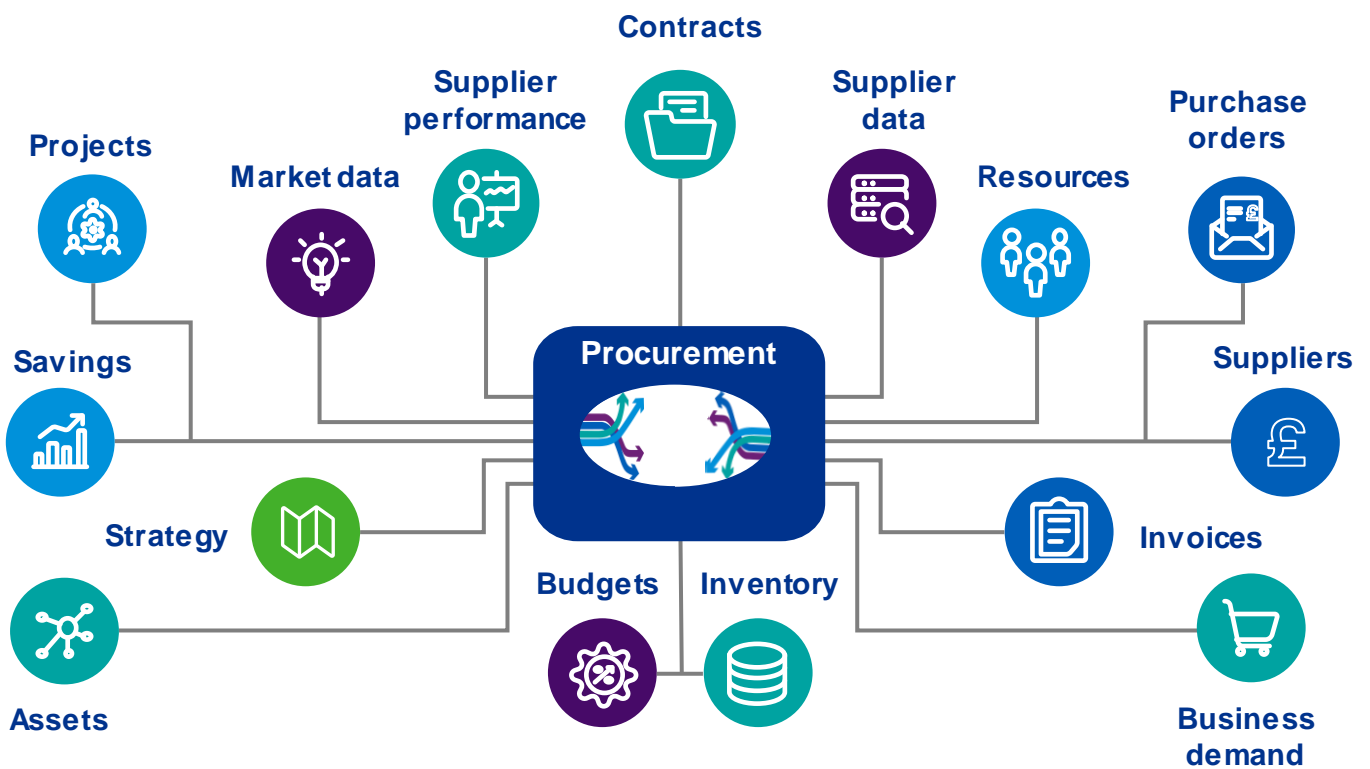 Contracts
Supplier
performance
Supplier
data
Purchase
orders
Projects
Market data
Resources
Procurement
Savings
Suppliers
Strategy
Invoices
Budgets
Inventory
Assets
Business
demand
£
£